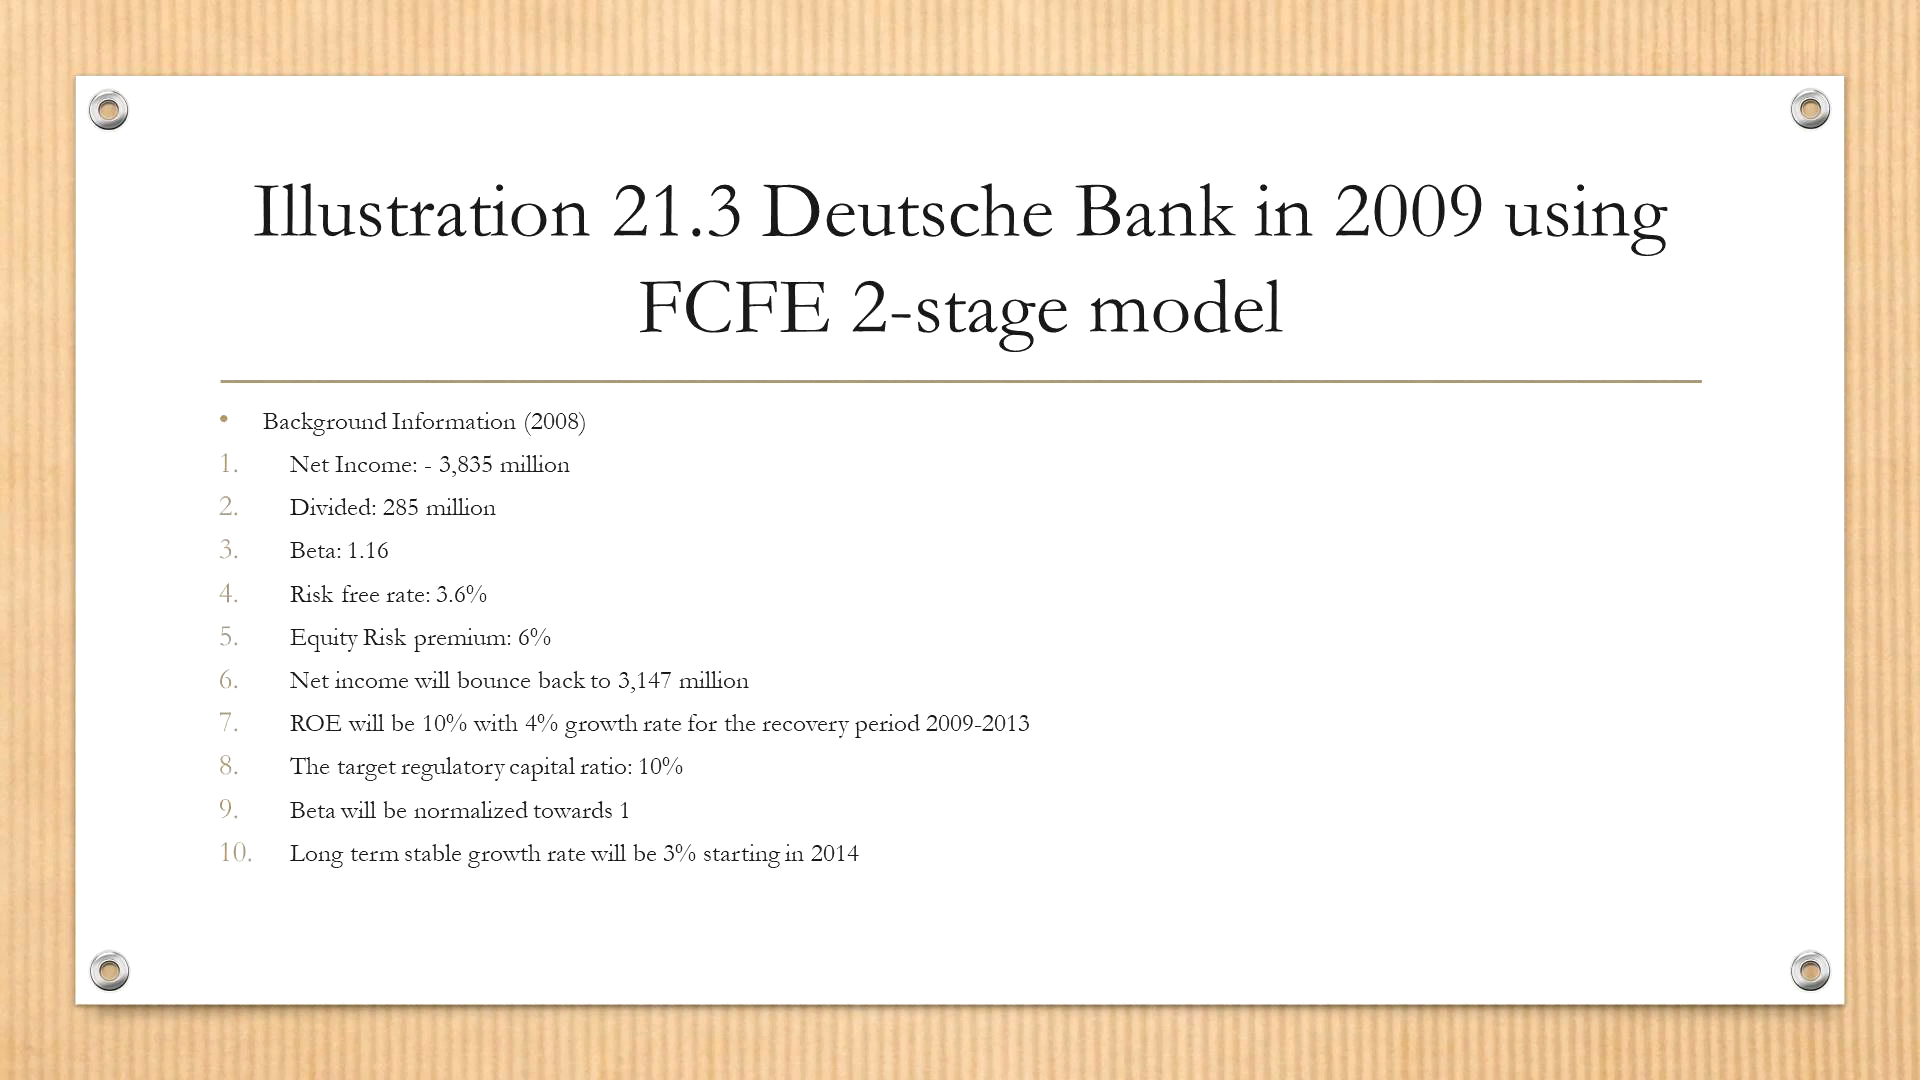 Illustration 21.3 Deutsche Bank in 2009 using
FCFE 2-stage model
• Background Information (2008)
1. Net Income: - 3,835 million
2. Divided: 285 million
3. Beta: 1.16
4. Risk free rate: 3.6%
5. Equity Risk premium: 6%
6. Net income will bounce back to 3,147 million
7. ROE will be 10% with 4% growth rate for the recovery period 2009-2013
8. The target regulatory capital ratio: 10%
9. Beta will be normalized towards 1
10. Long term stable growth rate will be 3% starting in 2014